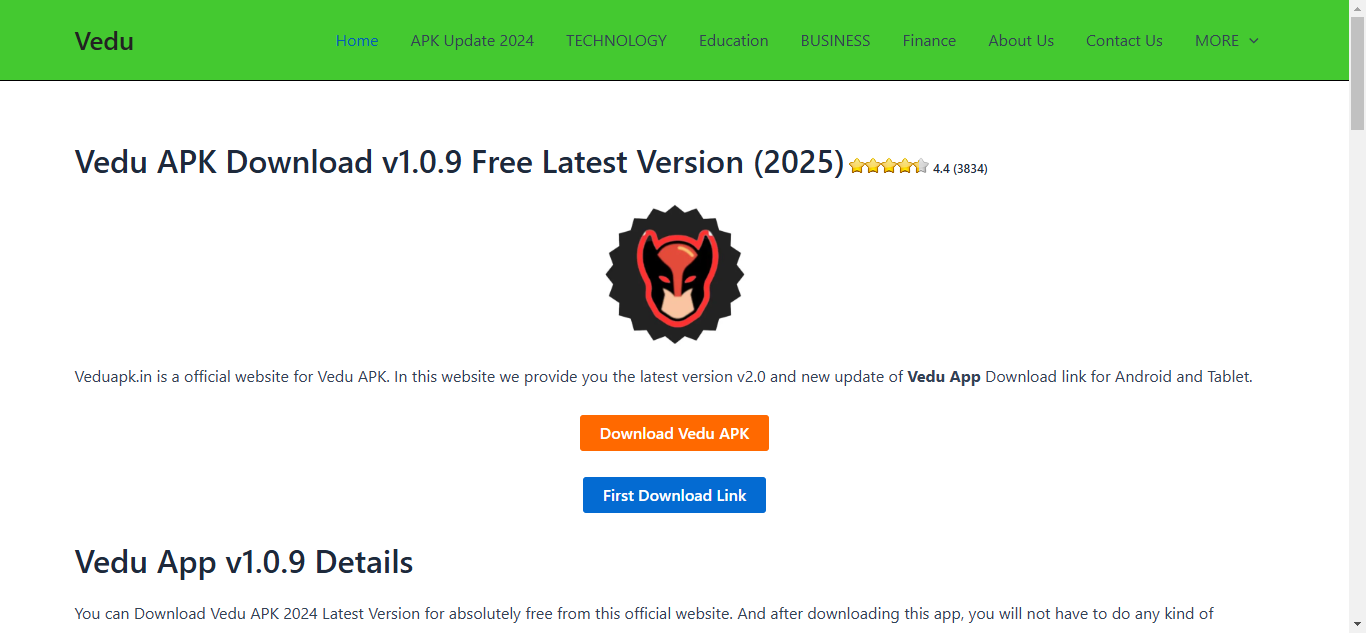 Vedu
Home APK Update 2024 TECHNOLOGY Education BUSINESS Finance About Us Contact Us MORE
Vedu APK Download v1.0.9 Free Latest Version (2025) 4.4 (3834)
Veduapk.in is a official website for Vedu APK. In this website we provide you the latest version v2.0 and new update of Vedu App Download link for Android and Tablet.
Download Vedu APK
First Download Link
Vedu App v1.0.9 Details
You can Download Vedu APK 2024 Latest Version for absolutely free from this official website. And after downloading this app, you will not have to do any kind of